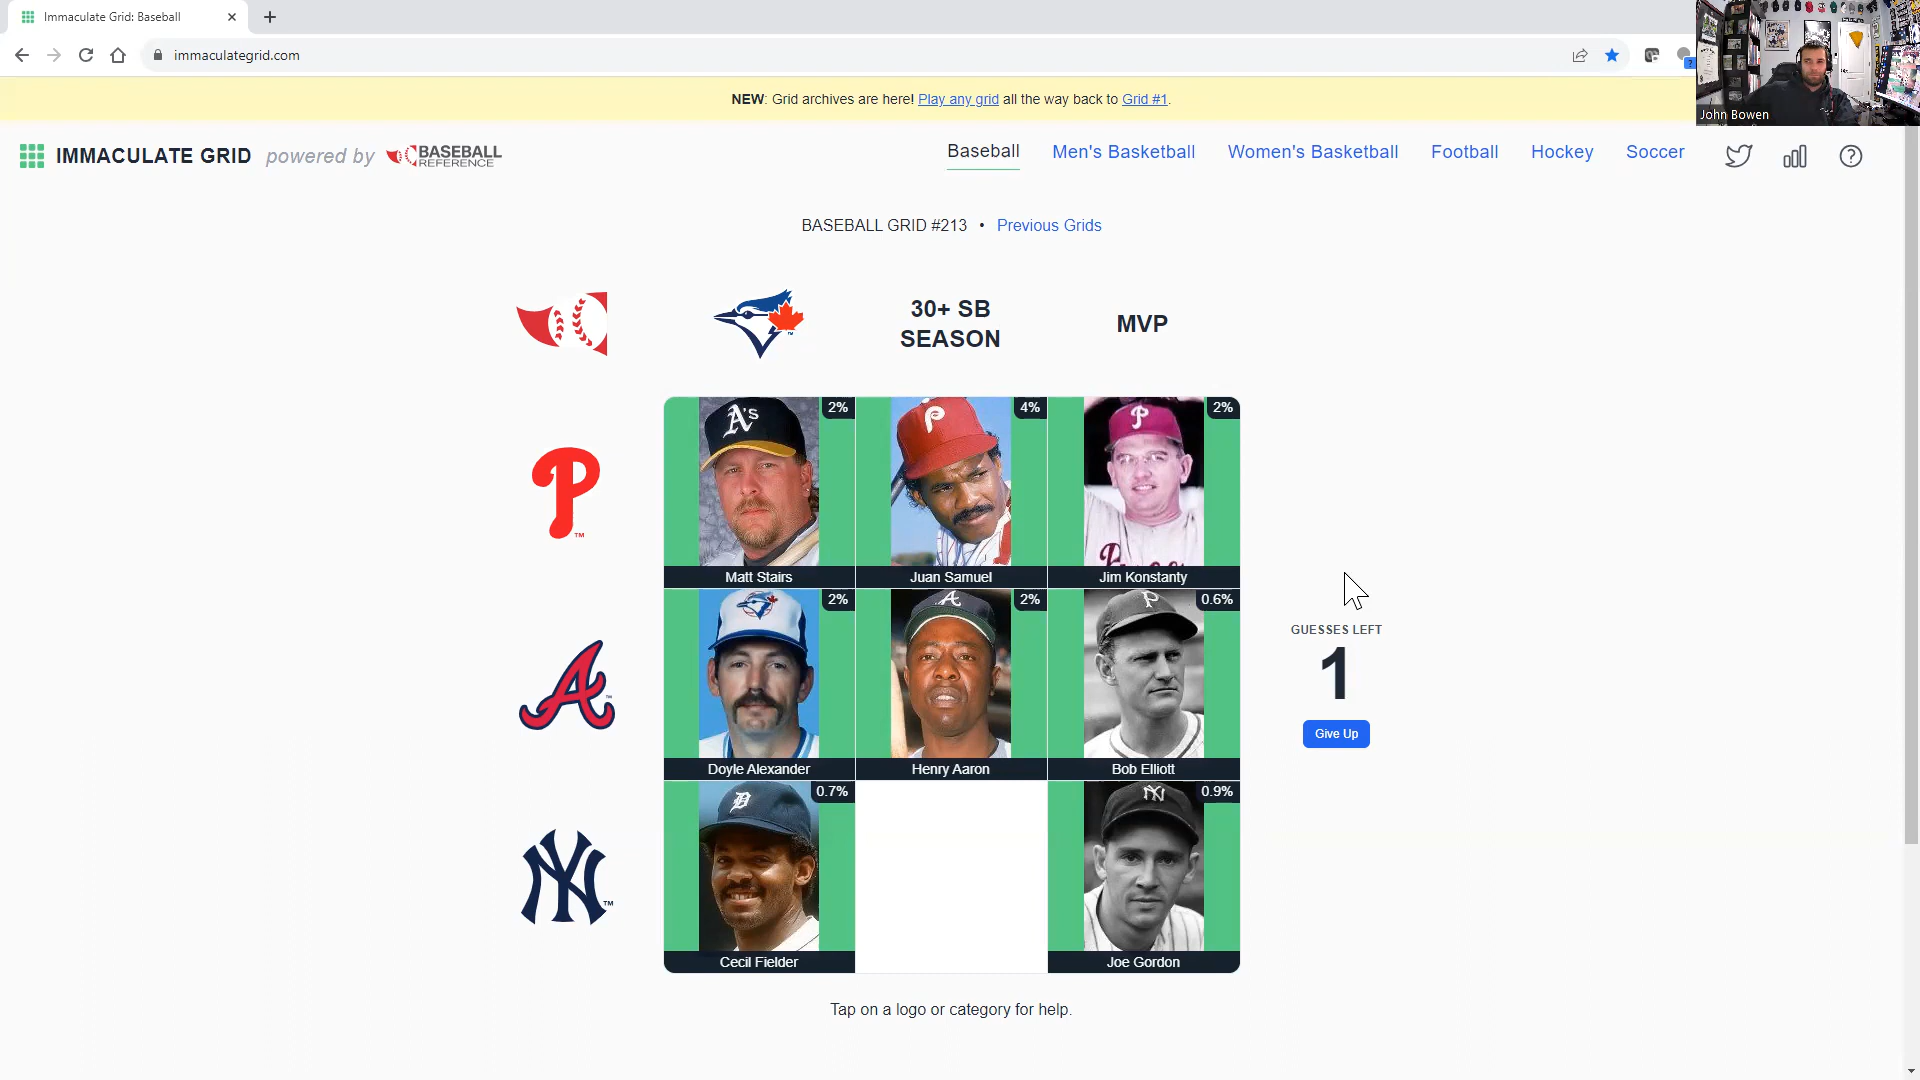 Immaculate Grid: Baseball
immaculategrid.com
NEW: Grid archives are here! Play any grid all the way back to Grid #1.
John Bowen
IMMACULATE GRID powered by BASEBALL REFERENCE
Baseball Men's Basketball Women's Basketball Football Hockey Soccer
BASEBALL GRID #213 • Previous Grids
30+ SB
SEASON
MVP
2% 4% 2%
A's P P
P™
Matt Stairs Juan Samuel Jim Konstanty
2% 2% 0.6%
A P
A
Doyle Alexander Henry Aaron Bob Elliott
GUESSES LEFT
1
Give Up
0.7% 0.9%
D NY
NY™
Cecil Fielder Joe Gordon
Tap on a logo or category for help.